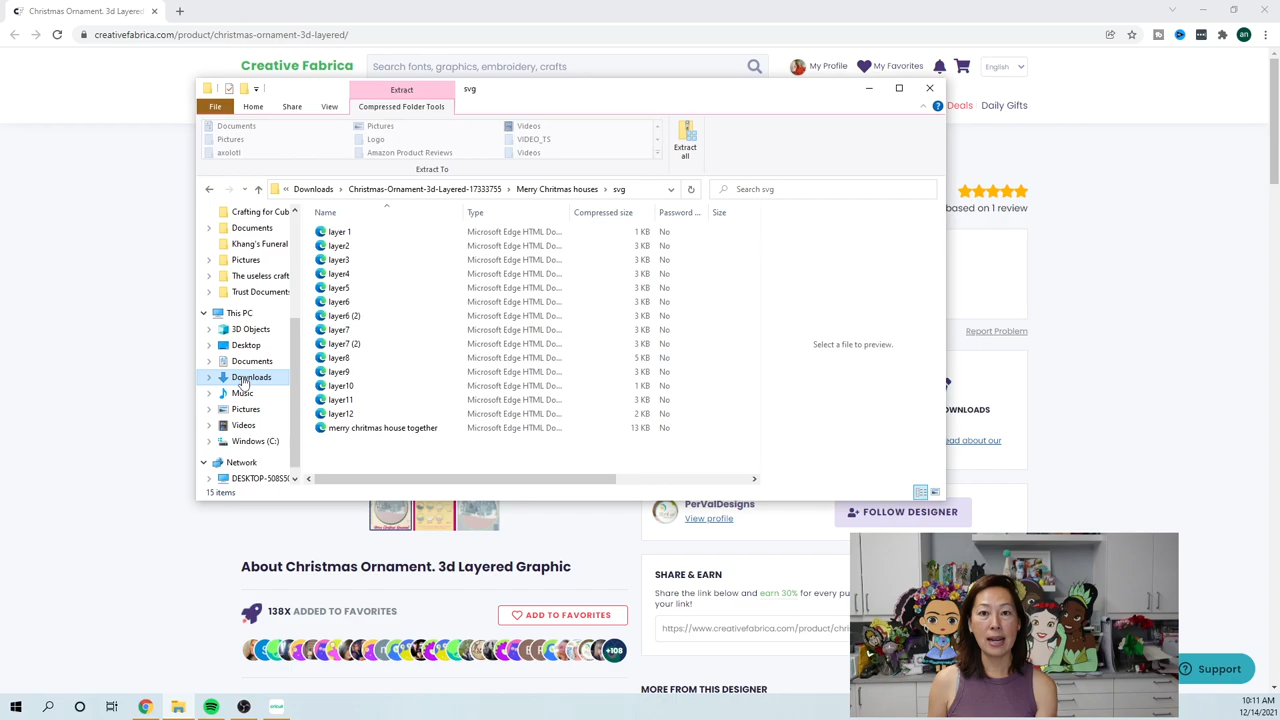 Christmas Ornament. 3d Layered
creativefabrica.com/product/christmas-ornament-3d-layered/
an
Creative Fabrica
Search fonts, graphics, embroidery, crafts
My Profile
My Favorites
English
Deals
Daily Gifts
Extract
svg
File
Home
Share
View
Compressed Folder Tools
Documents
Pictures
Videos
Pictures
Logo
VIDEO_TS
axolotl
Amazon Product Reviews
Videos
Extract all
Extract To
Downloads > Christmas-Ornament-3d-Layered-17333755 > Merry Chritmas houses > svg
Search svg
based on 1 review
Name
Type
Compressed size
Password ...
Size
layer 1 Microsoft Edge HTML Do... 1 KB No
layer2 Microsoft Edge HTML Do... 3 KB No
layer3 Microsoft Edge HTML Do... 3 KB No
layer4 Microsoft Edge HTML Do... 3 KB No
layer5 Microsoft Edge HTML Do... 3 KB No
layer6 Microsoft Edge HTML Do... 3 KB No
layer6 (2) Microsoft Edge HTML Do... 3 KB No
layer7 Microsoft Edge HTML Do... 3 KB No
layer7 (2) Microsoft Edge HTML Do... 3 KB No
layer8 Microsoft Edge HTML Do... 5 KB No
layer9 Microsoft Edge HTML Do... 3 KB No
layer10 Microsoft Edge HTML Do... 1 KB No
layer11 Microsoft Edge HTML Do... 3 KB No
layer12 Microsoft Edge HTML Do... 2 KB No
merry chritmas house together Microsoft Edge HTML Do... 13 KB No
Crafting for Cub
Documents
Khang's Funeral
Pictures
The useless craft
Trust Documents
This PC
3D Objects
Desktop
Documents
Downloads
Music
Pictures
Videos
Windows (C:)
Network
DESKTOP-508S50
15 items
Select a file to preview.
Report Problem
OWNLOADS
ead about our
PerValDesigns
View profile
FOLLOW DESIGNER
About Christmas Ornament. 3d Layered Graphic
138X ADDED TO FAVORITES
ADD TO FAVORITES
+108
SHARE & EARN
Share the link below and earn 30% for every pu
your link!
https://www.creativefabrica.com/product/chris
MORE FROM THIS DESIGNER
Support
10:11 AM
12/14/2021